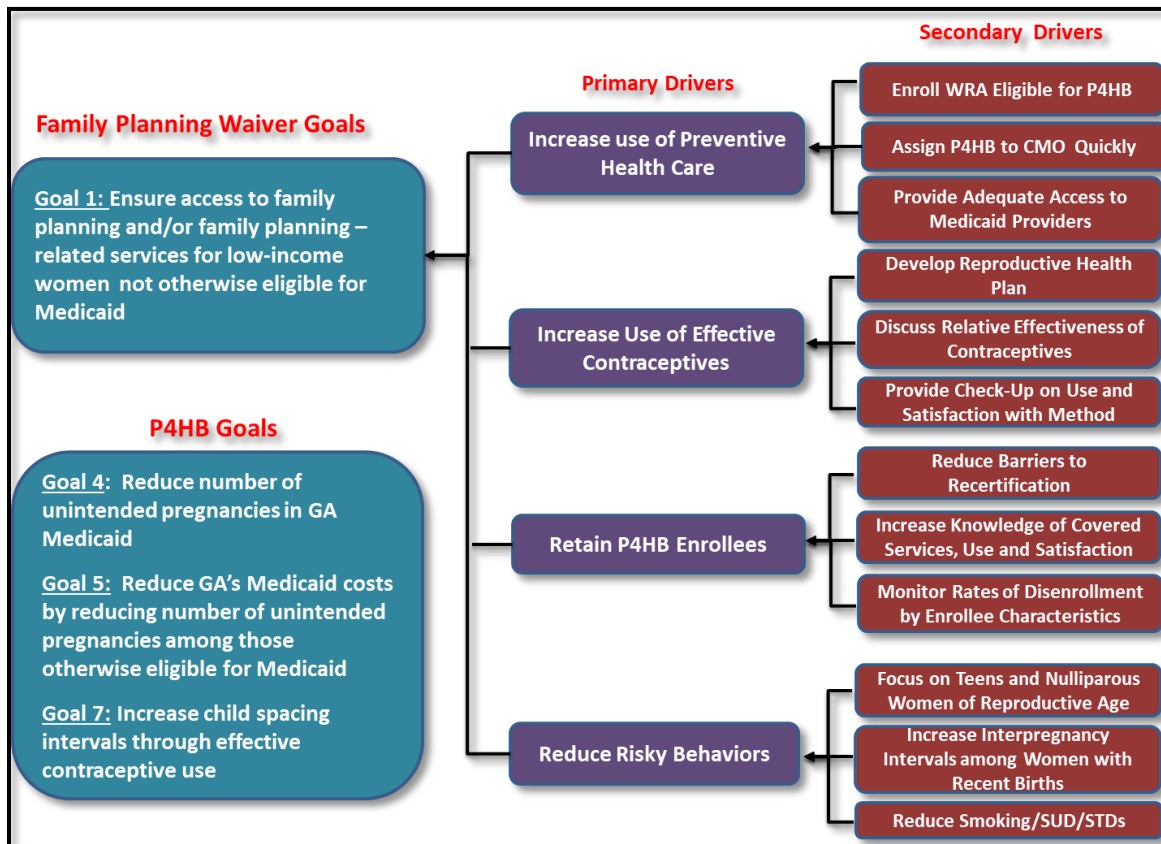 Family Planning Waiver Goals
Goal 1: Ensure access to family
planning and/or family planning –
related services for low-income
women not otherwise eligible for
Medicaid
P4HB Goals
Goal 4: Reduce number of
unintended pregnancies in GA
Medicaid
Goal 5: Reduce GA’s Medicaid costs
by reducing number of unintended
pregnancies among those
otherwise eligible for Medicaid
Goal 7: Increase child spacing
intervals through effective
contraceptive use
Primary Drivers
Increase use of Preventive
Health Care
Increase Use of Effective
Contraceptives
Retain P4HB Enrollees
Reduce Risky Behaviors
Secondary Drivers
Enroll WRA Eligible for P4HB
Assign P4HB to CMO Quickly
Provide Adequate Access to
Medicaid Providers
Develop Reproductive Health
Plan
Discuss Relative Effectiveness of
Contraceptives
Provide Check-Up on Use and
Satisfaction with Method
Reduce Barriers to
Recertification
Increase Knowledge of Covered
Services, Use and Satisfaction
Monitor Rates of Disenrollment
by Enrollee Characteristics
Focus on Teens and Nulliparous
Women of Reproductive Age
Increase Interpregnancy
Intervals among Women with
Recent Births
Reduce Smoking/SUD/STDs